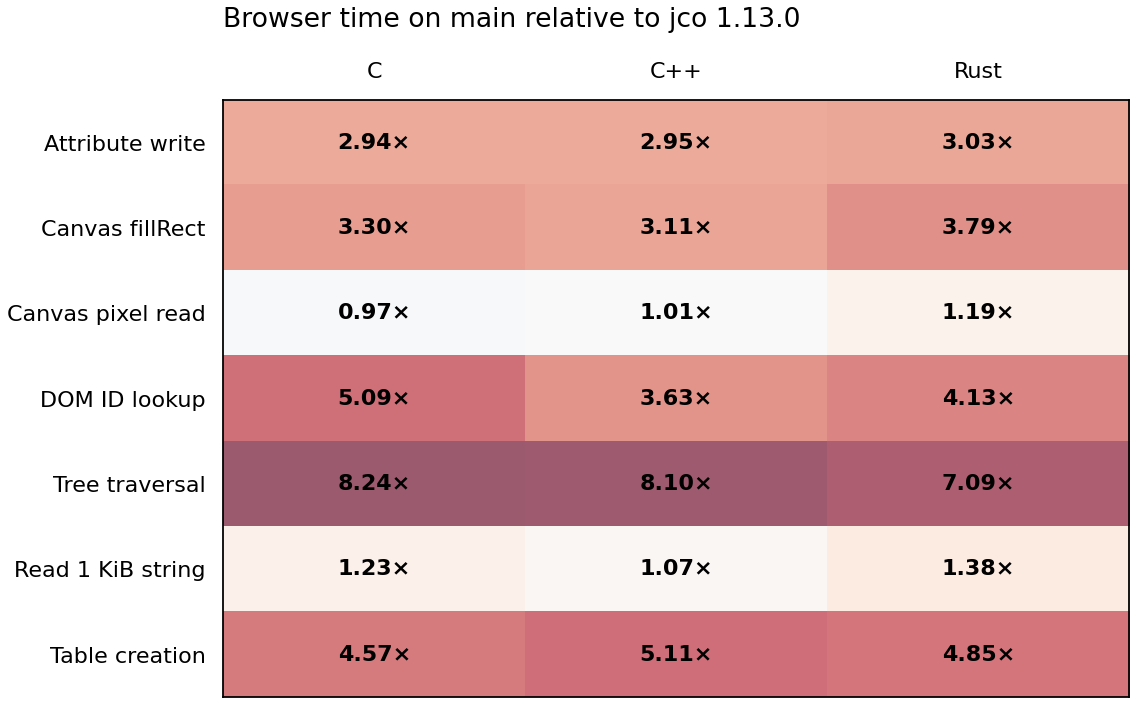 Browser time on main relative to jco 1.13.0
C C++ Rust
Attribute write 2.94× 2.95× 3.03×
Canvas fillRect 3.30× 3.11× 3.79×
Canvas pixel read 0.97× 1.01× 1.19×
DOM ID lookup 5.09× 3.63× 4.13×
Tree traversal 8.24× 8.10× 7.09×
Read 1 KiB string 1.23× 1.07× 1.38×
Table creation 4.57× 5.11× 4.85×